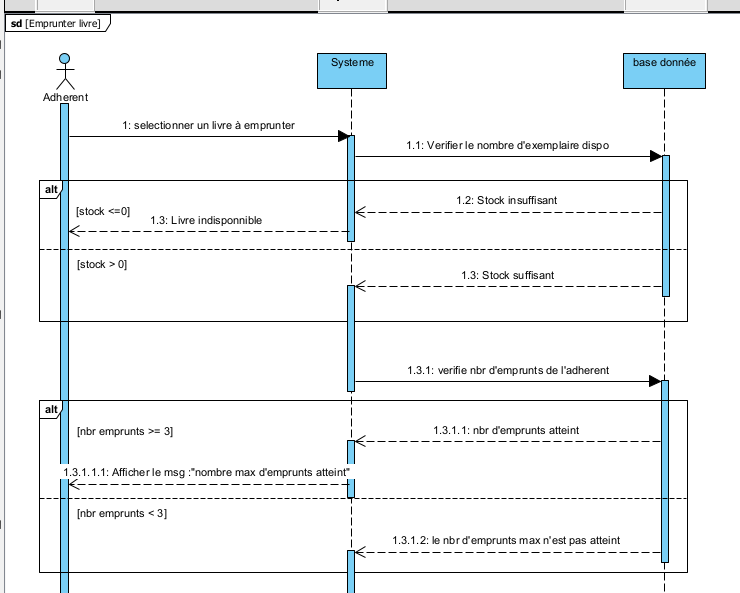 sd [Emprunter livre]
Systeme
base donnée
Adherent
1: selectionner un livre à emprunter
1.1: Verifier le nombre d'exemplaire dispo
alt
1.2: Stock insuffisant
[stock <=0]
1.3: Livre indisponnible
[stock > 0]
1.3: Stock suffisant
1.3.1: verifie nbr d'emprunts de l'adherent
alt
[nbr emprunts >= 3]
1.3.1.1: nbr d'emprunts atteint
1.3.1.1.1: Afficher le msg :"nombre max d'emprunts atteint"
[nbr emprunts < 3]
1.3.1.2: le nbr d'emprunts max n'est pas atteint